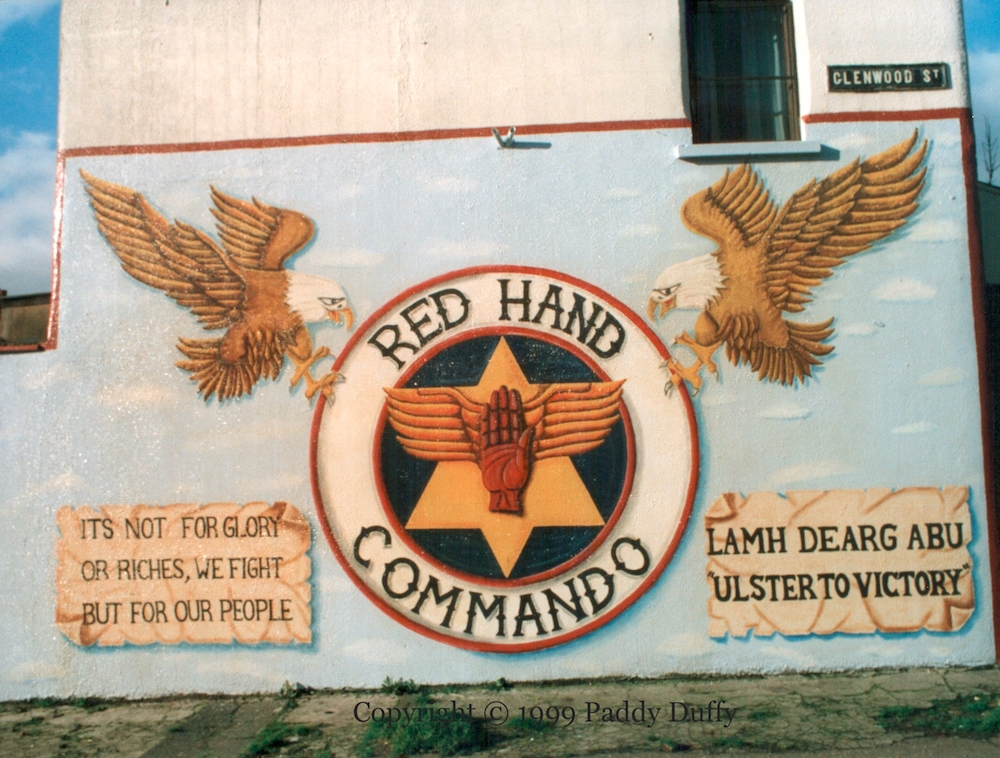 GLENWOOD ST
RED HAND
COMMANDO
ITS NOT FOR GLORY
OR RICHES, WE FIGHT
BUT FOR OUR PEOPLE
LAMH DEARG ABU
"ULSTER TO VICTORY"
Copyright © 1999 Paddy Duffy